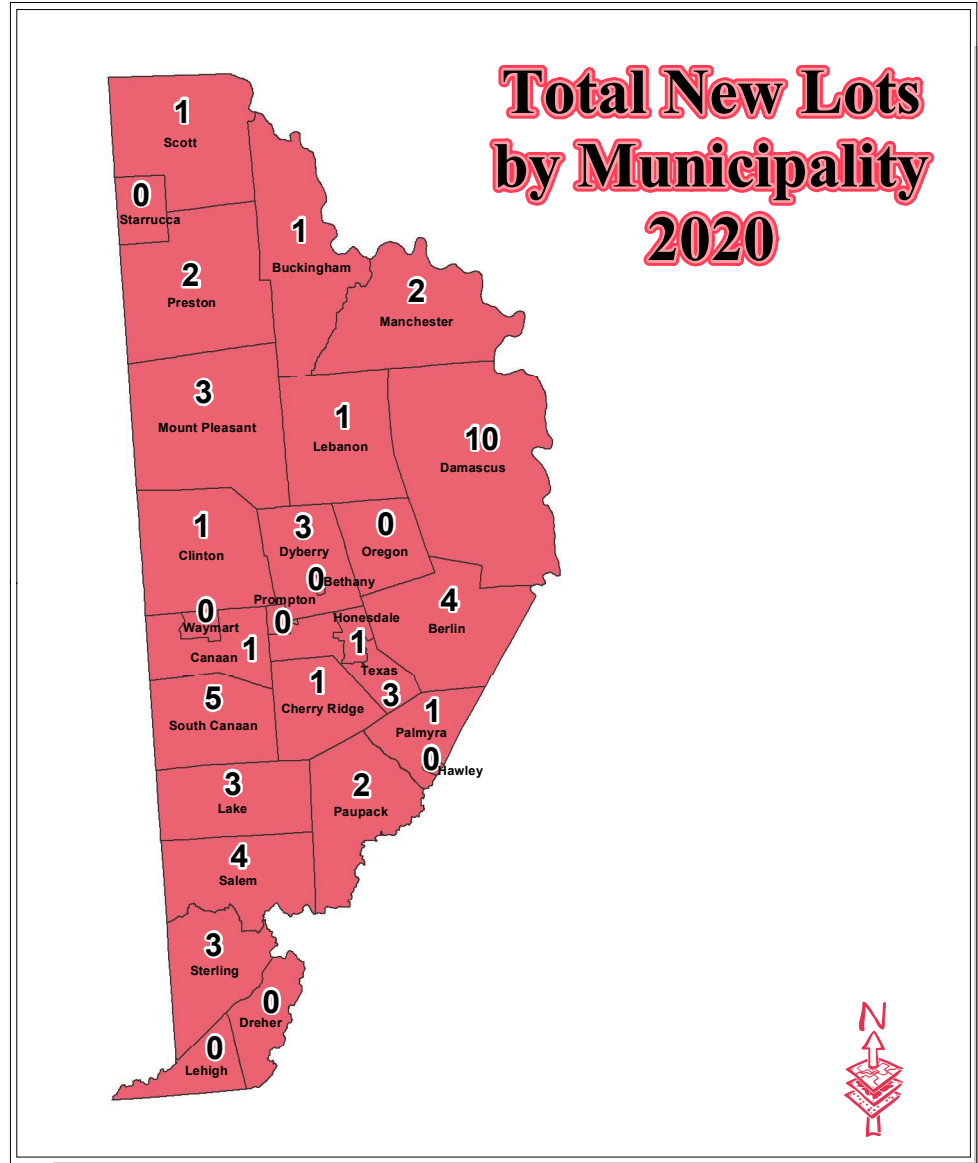 Total New Lots
by Municipality
2020
1
Scott
0
Starrucca
1
Buckingham
2
Preston
2
Manchester
3
Mount Pleasant
1
Lebanon
10
Damascus
1
Clinton
3
Dyberry
0
Oregon
0 Bethany
Prompton
0
0
Waymart
Honesdale
1
4
Berlin
Canaan 1
Texas
3
5
South Canaan
1
Cherry Ridge
1
Palmyra
0
Hawley
3
Lake
2
Paupack
4
Salem
3
Sterling
0
Dreher
0
Lehigh
N